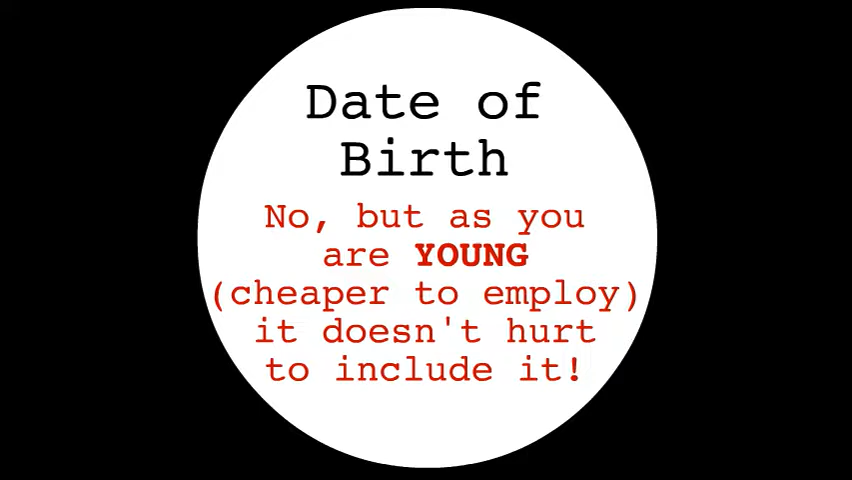 Date of
Birth
No, but as you
are YOUNG
(cheaper to employ)
it doesn't hurt
to include it!